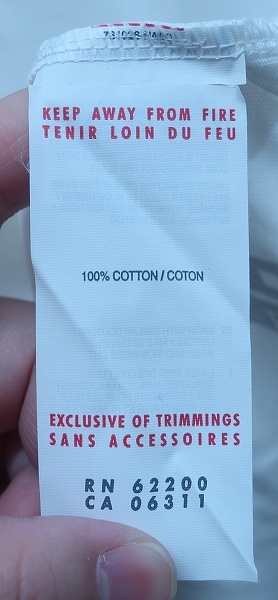 KEEP AWAY FROM FIRE
TENIR LOIN DU FEU
100% COTTON / COTON
EXCLUSIVE OF TRIMMINGS
SANS ACCESSOIRES
RN 62200
CA 06311